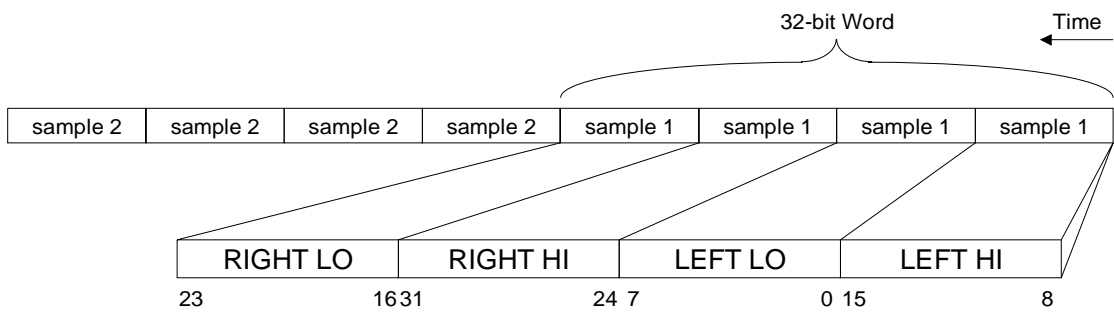 32-bit Word
Time
sample 2 sample 2 sample 2 sample 2 sample 1 sample 1 sample 1 sample 1
RIGHT LO RIGHT HI LEFT LO LEFT HI
23 16 31 24 7 0 15 8